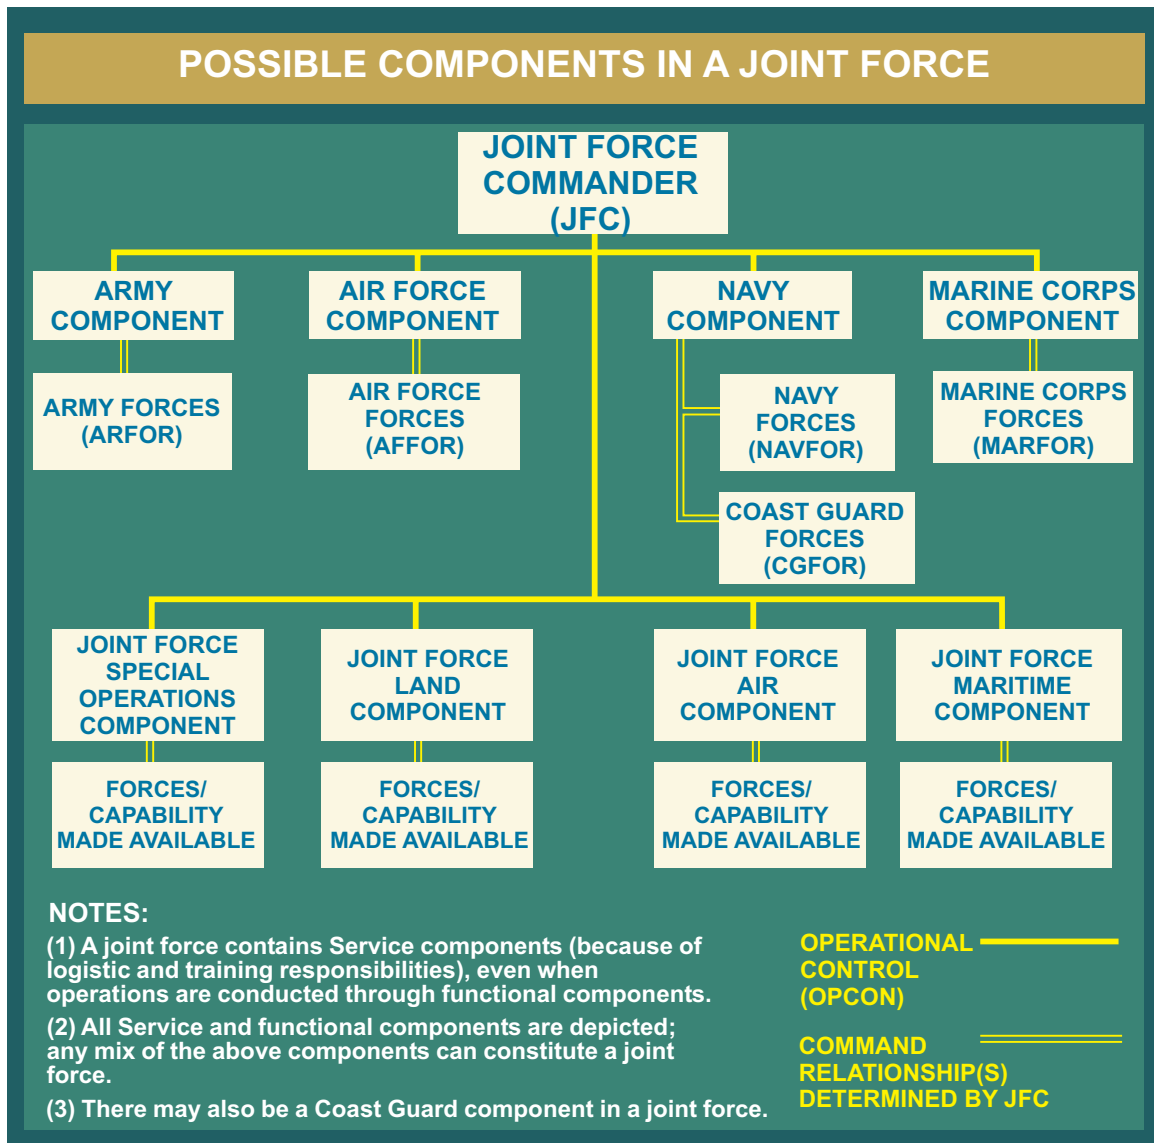 POSSIBLE COMPONENTS IN A JOINT FORCE
JOINT FORCE
COMMANDER
(JFC)
ARMY
COMPONENT
AIR FORCE
COMPONENT
NAVY
COMPONENT
MARINE CORPS
COMPONENT
ARMY FORCES
(ARFOR)
AIR FORCE
FORCES
(AFFOR)
NAVY
FORCES
(NAVFOR)
MARINE CORPS
FORCES
(MARFOR)
COAST GUARD
FORCES
(CGFOR)
JOINT FORCE
SPECIAL
OPERATIONS
COMPONENT
JOINT FORCE
LAND
COMPONENT
JOINT FORCE
AIR
COMPONENT
JOINT FORCE
MARITIME
COMPONENT
FORCES/
CAPABILITY
MADE AVAILABLE
FORCES/
CAPABILITY
MADE AVAILABLE
FORCES/
CAPABILITY
MADE AVAILABLE
FORCES/
CAPABILITY
MADE AVAILABLE
NOTES:
(1) A joint force contains Service components (because of
logistic and training responsibilities), even when
operations are conducted through functional components.
(2) All Service and functional components are depicted;
any mix of the above components can constitute a joint
force.
(3) There may also be a Coast Guard component in a joint force.
OPERATIONAL
CONTROL
(OPCON)
COMMAND
RELATIONSHIP(S)
DETERMINED BY JFC